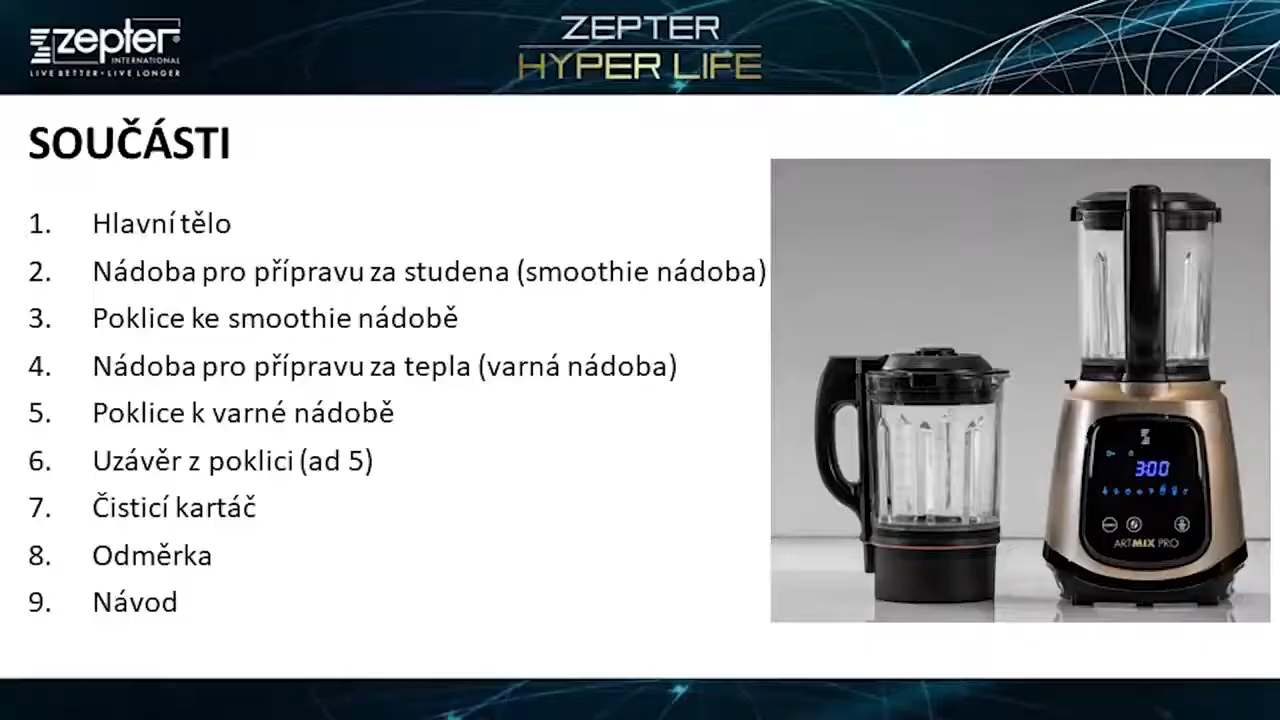 zepter
INTERNATIONAL
LIVE BETTER • LIVE LONGER
ZEPTER
HYPER LIFE
SOUČÁSTI
1. Hlavní tělo
2. Nádoba pro přípravu za studena (smoothie nádoba)
3. Poklice ke smoothie nádobě
4. Nádoba pro přípravu za tepla (varná nádoba)
5. Poklice k varné nádobě
6. Uzávěr z poklici (ad 5)
7. Čisticí kartáč
8. Odměrka
9. Návod
3:00
ARTMIX PRO